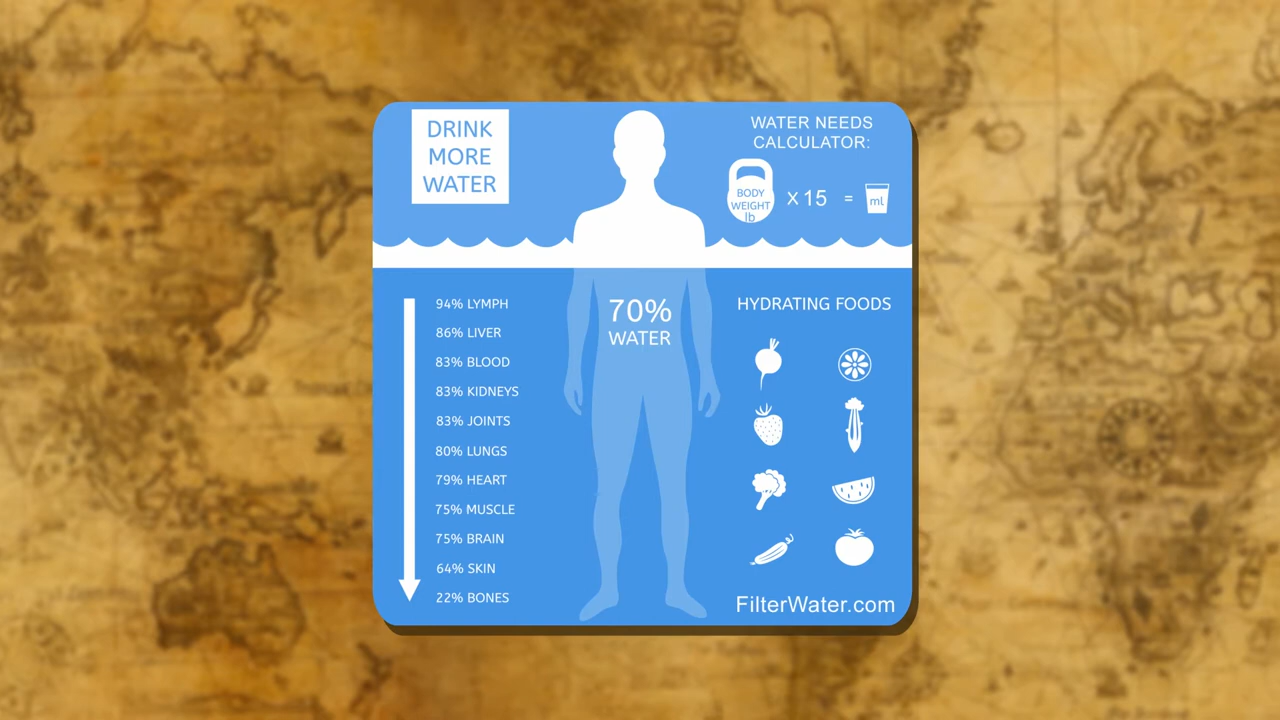 DRINK
MORE
WATER
WATER NEEDS
CALCULATOR:
BODY
WEIGHT
lb
X 15 =
ml
94% LYMPH
86% LIVER
83% BLOOD
83% KIDNEYS
83% JOINTS
80% LUNGS
79% HEART
75% MUSCLE
75% BRAIN
64% SKIN
22% BONES
70%
WATER
HYDRATING FOODS
FilterWater.com